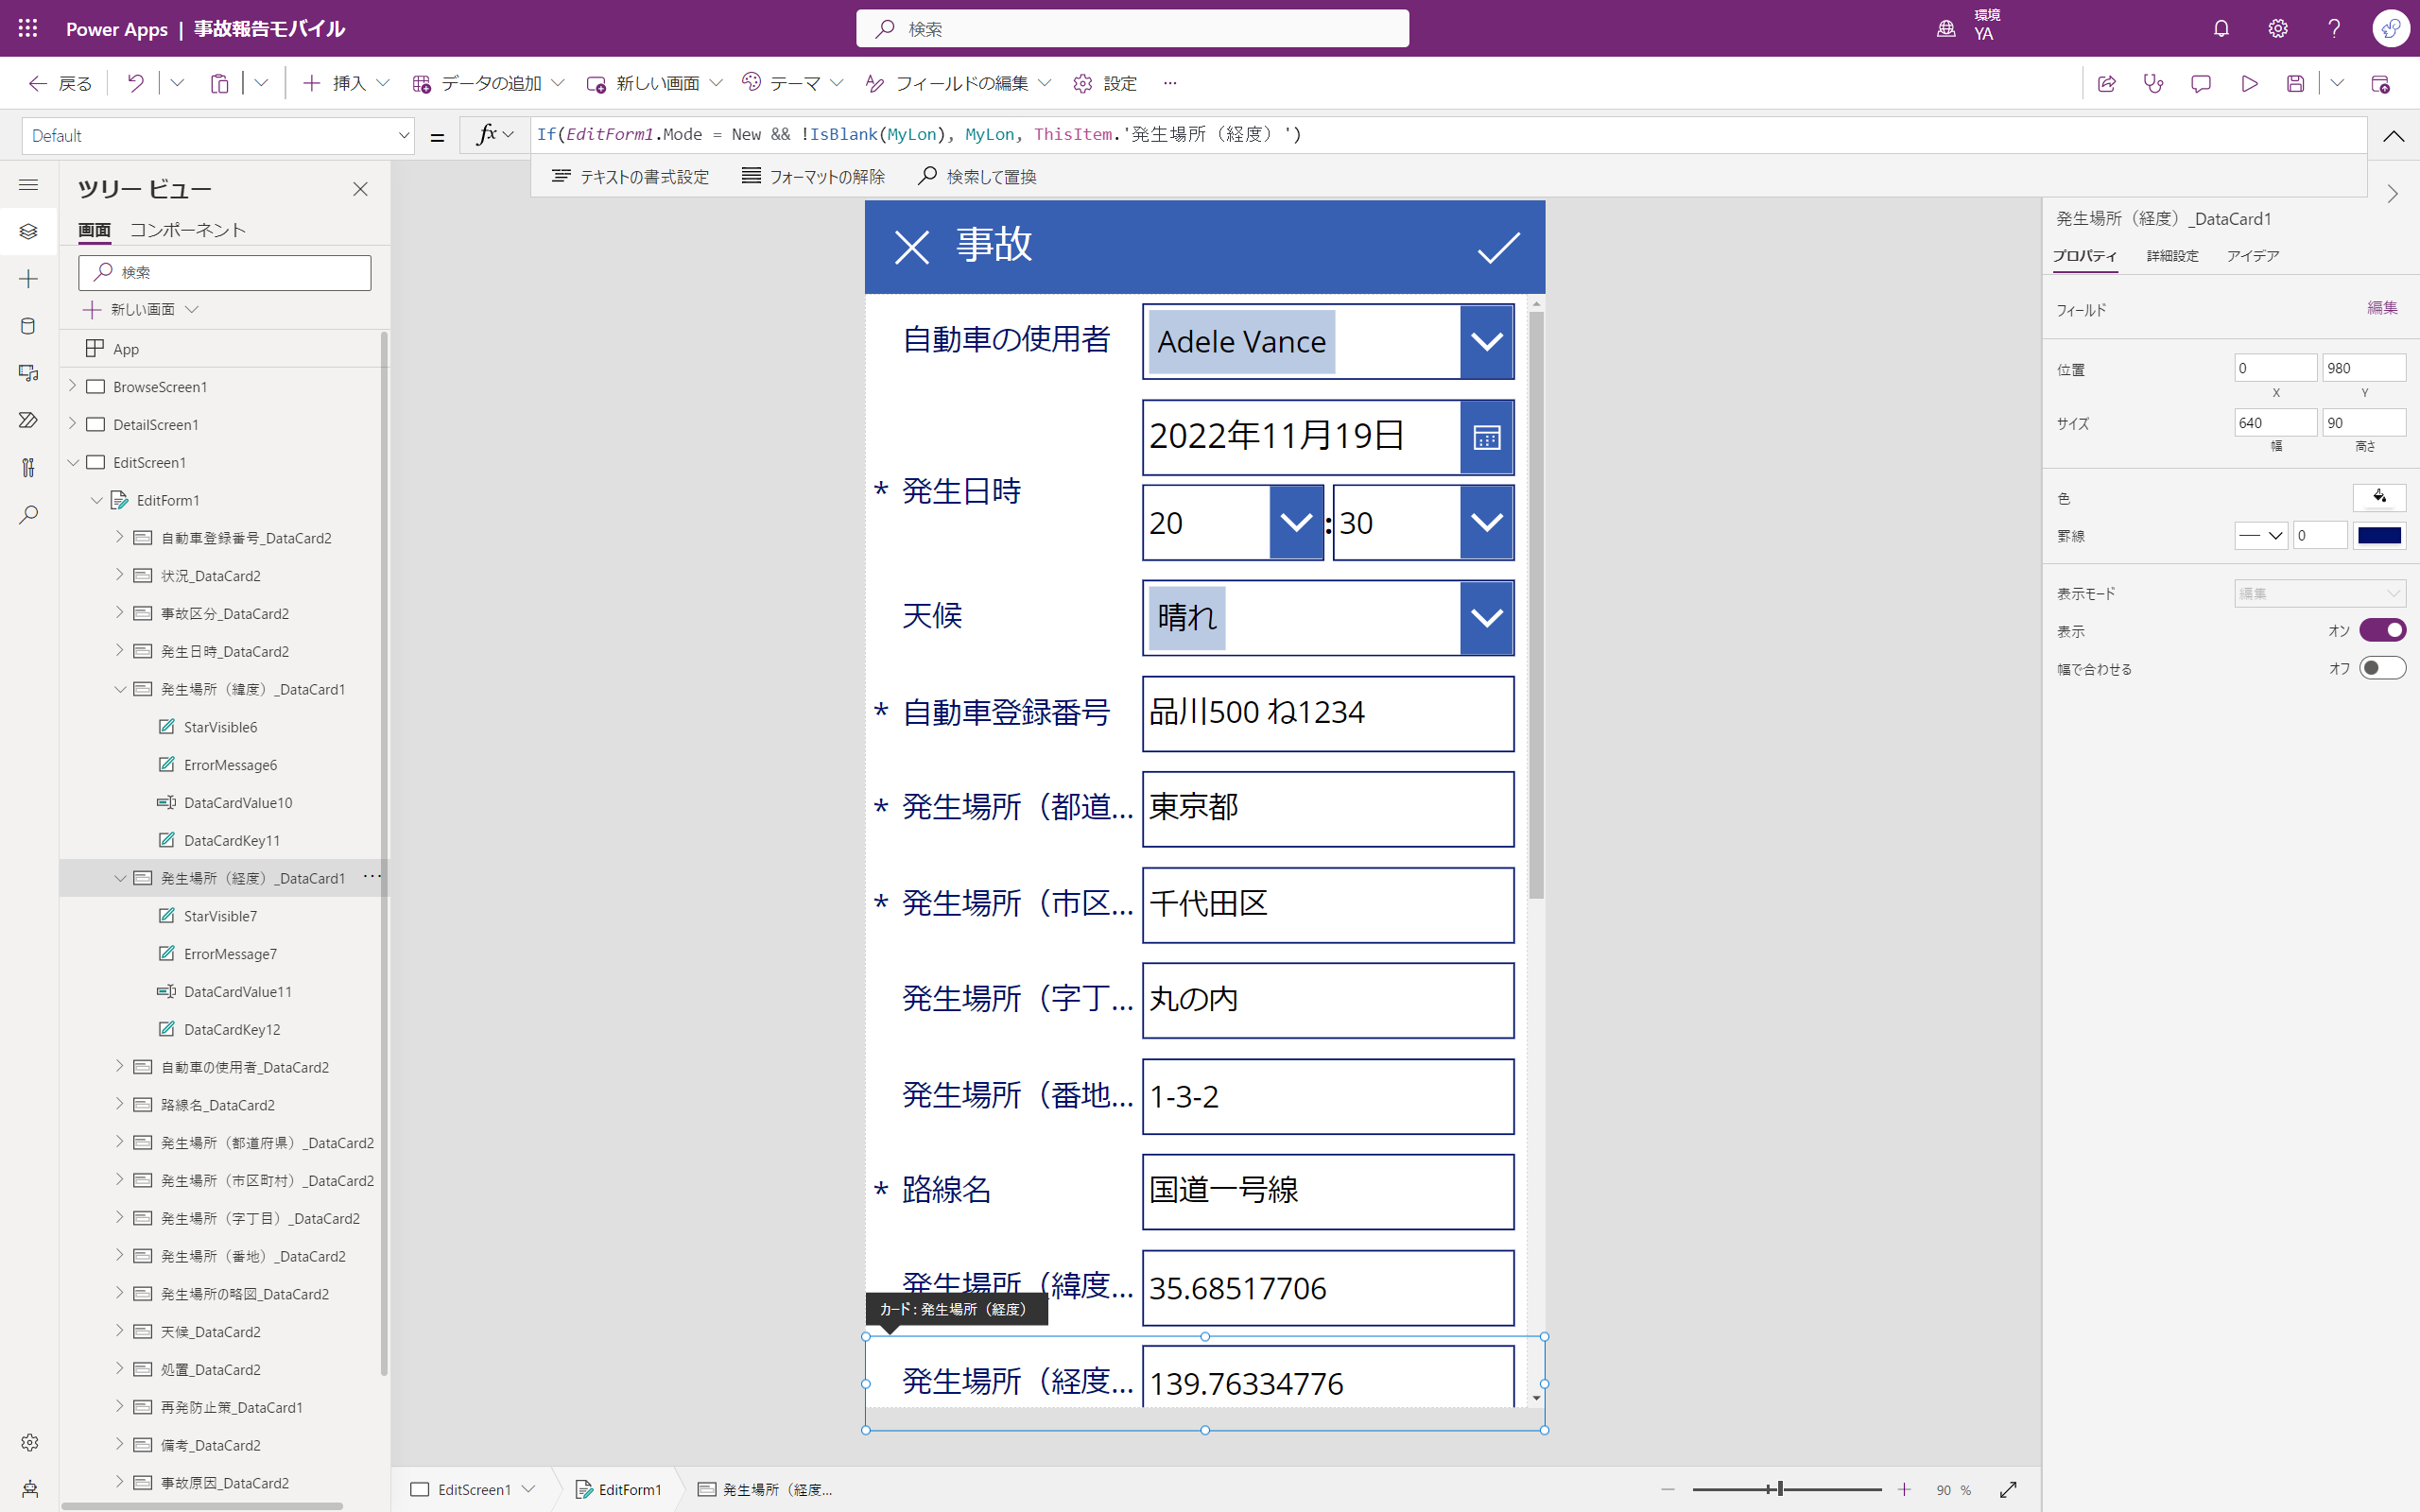 Power Apps | 事故報告モバイル
検索
環境
YA
戻る
挿入
データの追加
新しい画面
テーマ
フィールドの編集
設定
Default
=
fx
If(EditForm1.Mode = New && !IsBlank(MyLon), MyLon, ThisItem.'発生場所（経度）')
テキストの書式設定
フォーマットの解除
検索して置換
ツリー ビュー
画面
コンポーネント
検索
新しい画面
App
BrowseScreen1
DetailScreen1
EditScreen1
EditForm1
自動車登録番号_DataCard2
状況_DataCard2
事故区分_DataCard2
発生日時_DataCard2
発生場所（緯度）_DataCard1
StarVisible6
ErrorMessage6
DataCardValue10
DataCardKey11
発生場所（経度）_DataCard1
StarVisible7
ErrorMessage7
DataCardValue11
DataCardKey12
自動車の使用者_DataCard2
路線名_DataCard2
発生場所（都道府県）_DataCard2
発生場所（市区町村）_DataCard2
発生場所（字丁目）_DataCard2
発生場所（番地）_DataCard2
発生場所の略図_DataCard2
天候_DataCard2
処置_DataCard2
再発防止策_DataCard1
備考_DataCard2
事故原因_DataCard2
事故
自動車の使用者
Adele Vance
2022年11月19日
* 発生日時
20 : 30
天候
晴れ
* 自動車登録番号
品川500 ね1234
* 発生場所（都道...
東京都
* 発生場所（市区...
千代田区
発生場所（字丁...
丸の内
発生場所（番地...
1-3-2
* 路線名
国道一号線
発生場所（緯度...
35.68517706
カード : 発生場所（経度）
発生場所（経度...
139.76334776
EditScreen1
EditForm1
発生場所（経度...
90 %
発生場所（経度）_DataCard1
プロパティ
詳細設定
アイデア
フィールド
編集
位置
0
980
X
Y
サイズ
640
90
幅
高さ
色
罫線
0
表示モード
編集
表示
オン
幅で合わせる
オフ